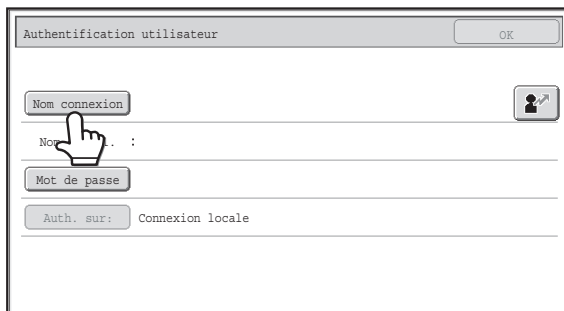 Authentification utilisateur OK
Nom connexion
:
Mot de passe
Auth. sur: Connexion locale